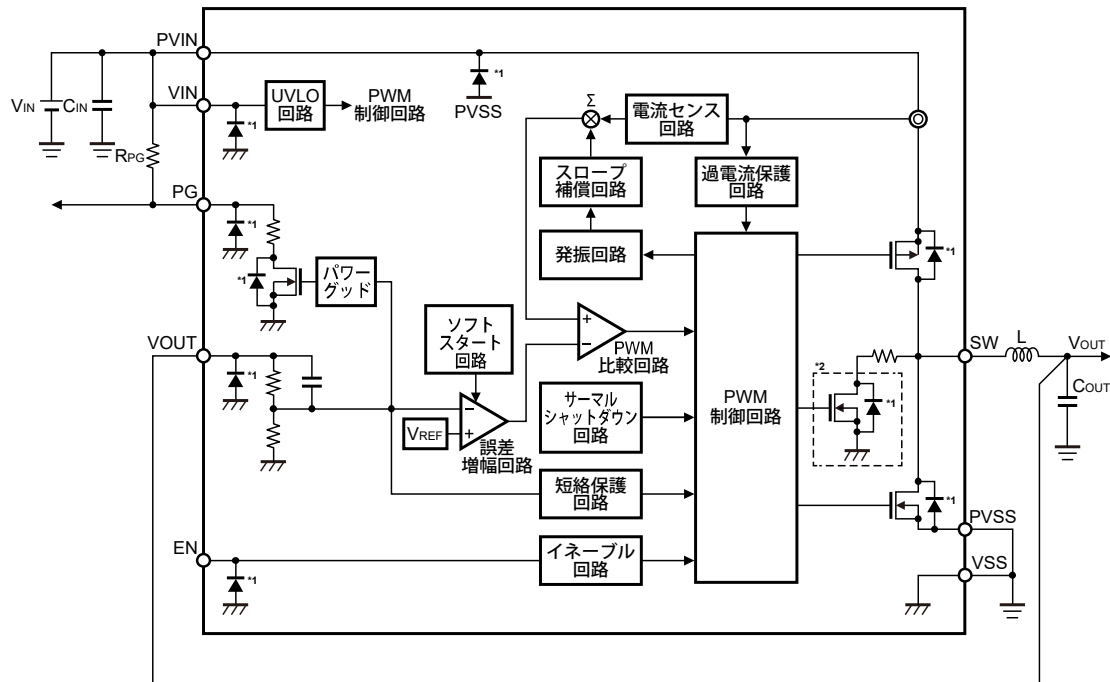 PVIN
VIN
CIN
VIN
RPG
PG
VOUT
EN
*1
UVLO
回路
PWM
制御回路
*1
PVSS
Σ
電流センス
回路
スロープ
補償回路
過電流保護
回路
発振回路
*1
*1
パワー
グッド
*1
ソフト
スタート
回路
+
−
PWM
比較回路
*1
VREF
−
+
誤差
増幅回路
サーマル
シャットダウン
回路
短絡保護
回路
*1
イネーブル
回路
PWM
制御回路
*2
*1
*1
SW
L
VOUT
COUT
PVSS
VSS